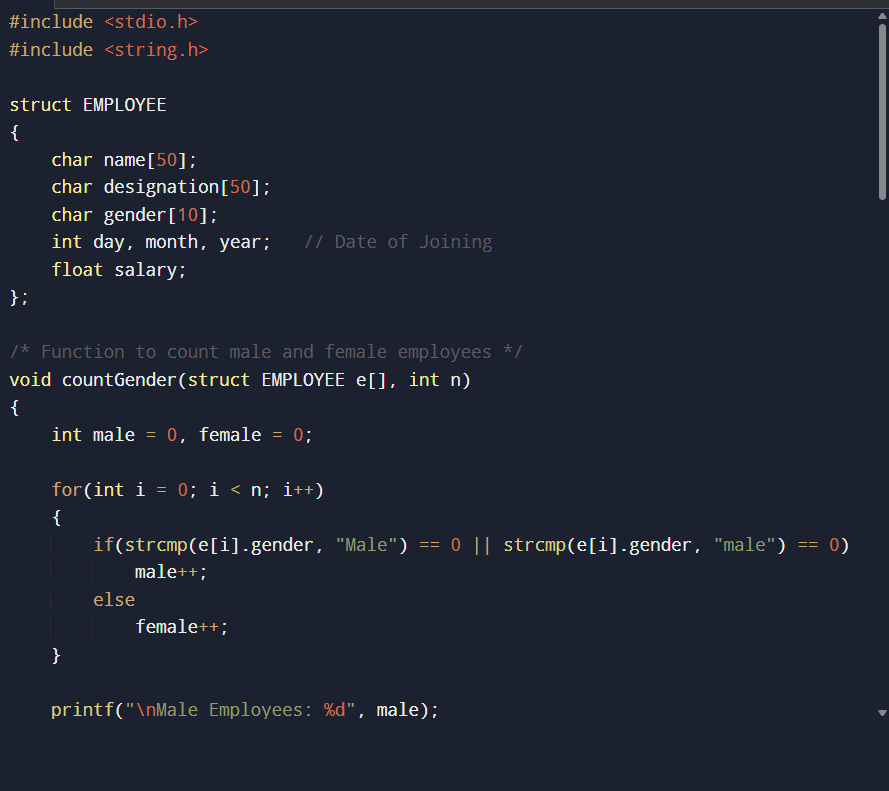 #include <stdio.h>
#include <string.h>
struct EMPLOYEE
{
    char name[50];
    char designation[50];
    char gender[10];
    int day, month, year;   // Date of Joining
    float salary;
};
/* Function to count male and female employees */
void countGender(struct EMPLOYEE e[], int n)
{
    int male = 0, female = 0;
    for(int i = 0; i < n; i++)
    {
        if(strcmp(e[i].gender, "Male") == 0 || strcmp(e[i].gender, "male") == 0)
            male++;
        else
            female++;
    }
    printf("\nMale Employees: %d", male);